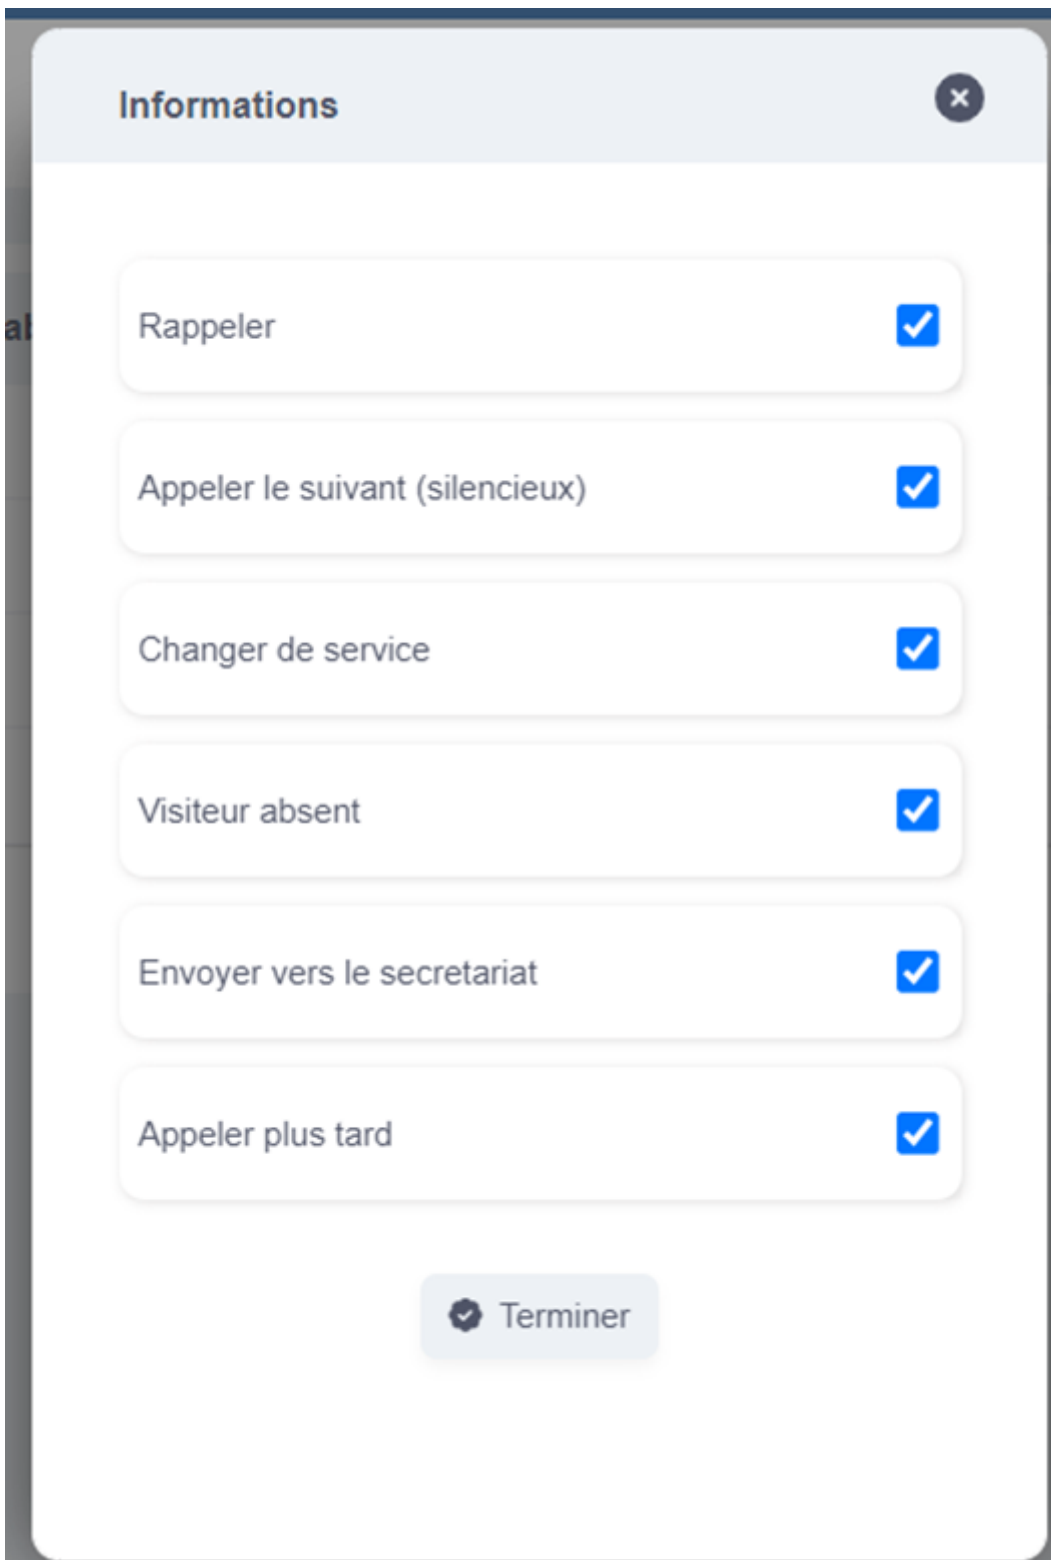 Informations
Rappeler
Appeler le suivant (silencieux)
Changer de service
Visiteur absent
Envoyer vers le secretariat
Appeler plus tard
Terminer